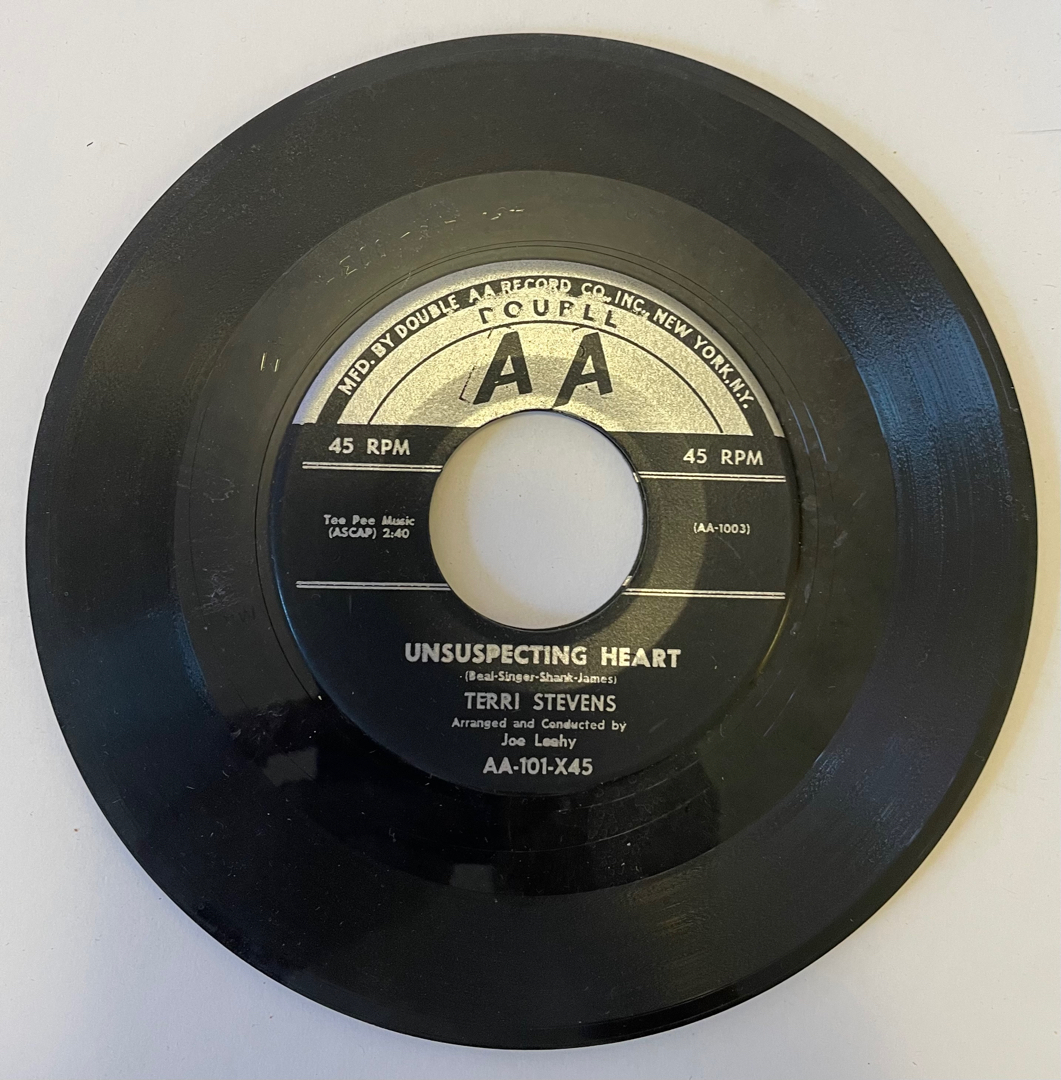 MFD. BY DOUBLE AA RECORD CO., INC., NEW YORK, N.Y.
DOUBLE
AA
45 RPM
45 RPM
Tee Pee Music
(ASCAP) 2:40
(AA-1003)
UNSUSPECTING HEART
(Beal-Singer-Shank-James)
TERRI STEVENS
Arranged and Conducted by
Joe Leahy
AA-101-X45